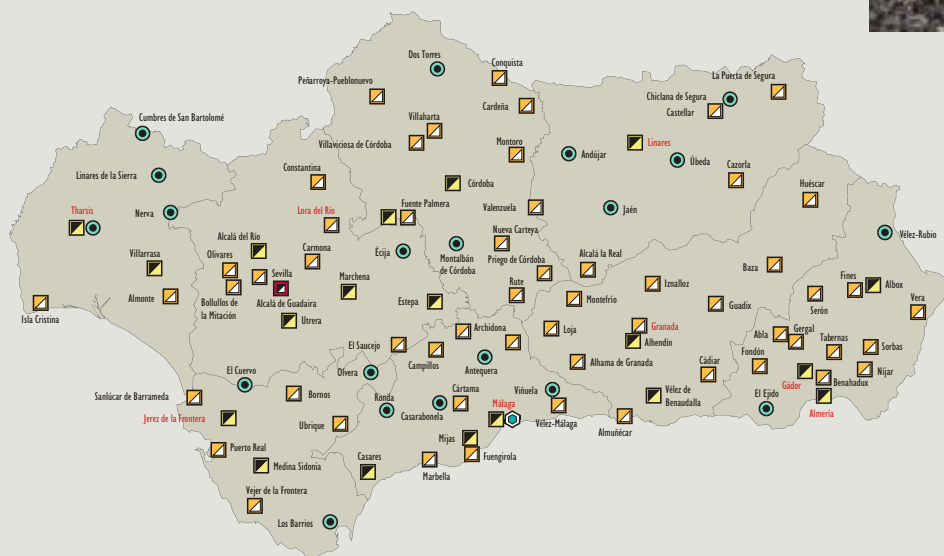 Dos Torres
Conquista
Peñarroya-Pueblonuevo
La Puerta de Segura
Chiclana de Segura
Castellar
Cardeña
Cumbres de San Bartolomé
Villaharta
Villaviciosa de Córdoba
Montoro
Linares
Andújar
Úbeda
Linares de la Sierra
Constantina
Cazorla
Córdoba
Huéscar
Tharsis
Nerva
Lora del Río
Fuente Palmera
Valenzuela
Jaén
Vélez-Rubio
Alcalá del Río
Nueva Carteya
Carmona
Écija
Montalbán
de Córdoba
Priego de Córdoba
Alcalá la Real
Villarrasa
Olivares
Sevilla
Marchena
Baza
Fines
Albox
Almonte
Bollullos de
la Mitación
Alcalá de Guadaira
Estepa
Rute
Montefrío
Iznalloz
Guadix
Serón
Vera
Isla Cristina
Utrera
Archidona
Loja
Granada
Alhendín
Abla
Gergal
Tabernas
Sorbas
El Saucejo
Campillos
Antequera
Alhama de Granada
Cádiar
Fondón
Níjar
El Cuervo
Olvera
Gádor
Benahadux
Sanlúcar de Barrameda
Bornos
Ronda
Cártama
Casarabonela
Málaga
Viñuela
Vélez-Málaga
Vélez de
Benaudalla
Almuñécar
El Ejido
Almería
Jerez de la Frontera
Ubrique
Mijas
Fuengirola
Puerto Real
Medina Sidonia
Casares
Marbella
Vejer de la Frontera
Los Barrios